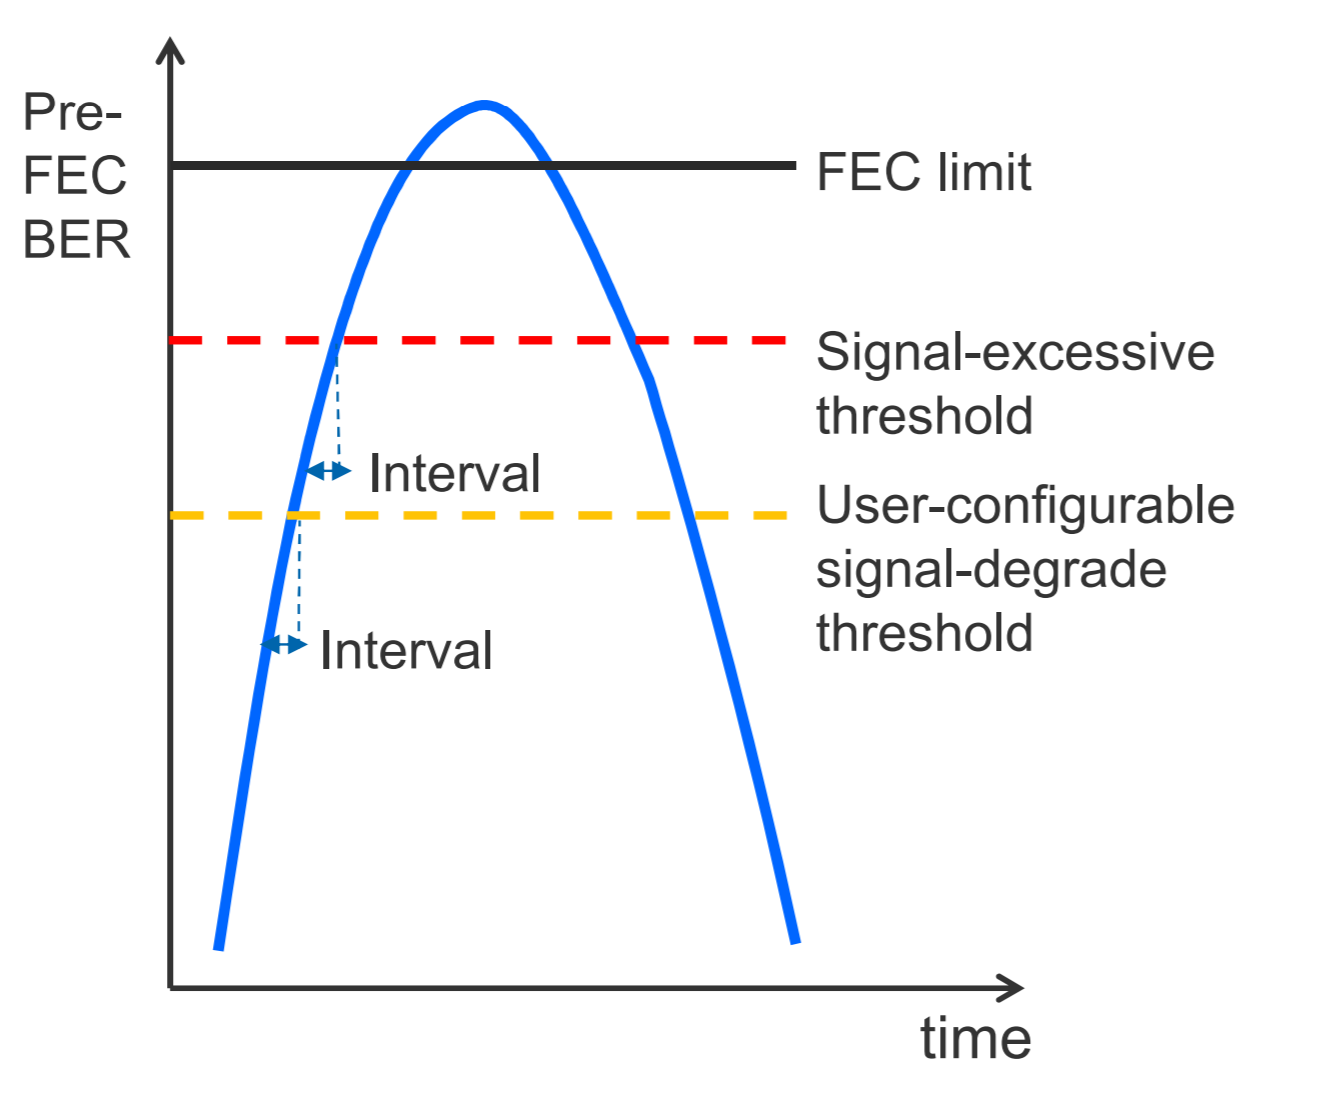 Pre-
FEC
BER
FEC limit
Signal-excessive
threshold
Interval
User-configurable
signal-degrade
threshold
Interval
time